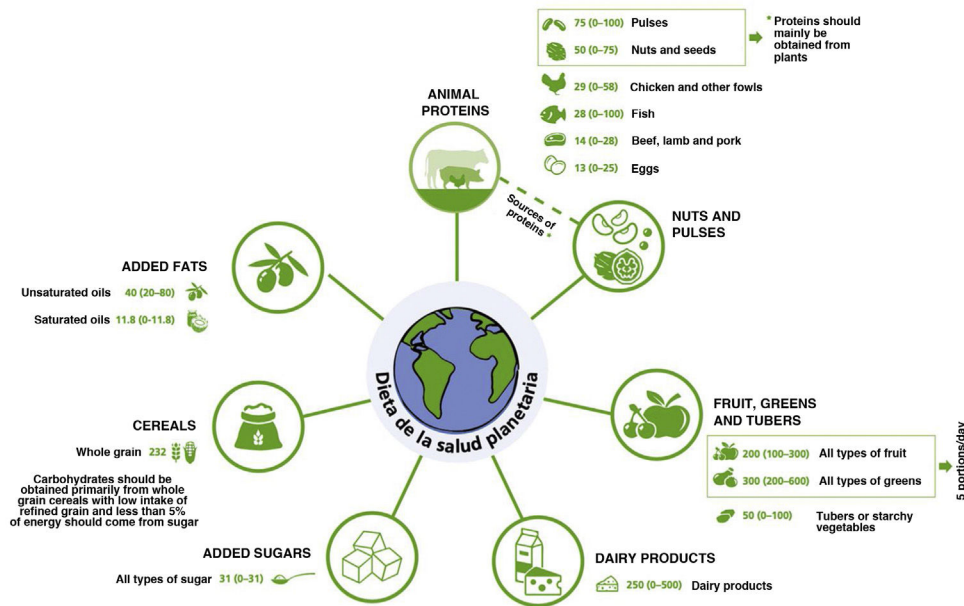 75 (0–100) Pulses
50 (0–75) Nuts and seeds
* Proteins should
mainly be
obtained from
plants
29 (0–58) Chicken and other fowls
28 (0–100) Fish
14 (0–28) Beef, lamb and pork
13 (0–25) Eggs
ANIMAL
PROTEINS
Sources of
proteins *
NUTS AND
PULSES
ADDED FATS
Unsaturated oils 40 (20–80)
Saturated oils 11.8 (0-11.8)
Dieta de la salud planetaria
CEREALS
Whole grain 232
Carbohydrates should be
obtained primarily from whole
grain cereals with low intake of
refined grain and less than 5%
of energy should come from sugar
FRUIT, GREENS
AND TUBERS
200 (100–300) All types of fruit
300 (200–600) All types of greens
5 portions/day
50 (0–100) Tubers or starchy
vegetables
ADDED SUGARS
All types of sugar 31 (0–31)
DAIRY PRODUCTS
250 (0–500) Dairy products